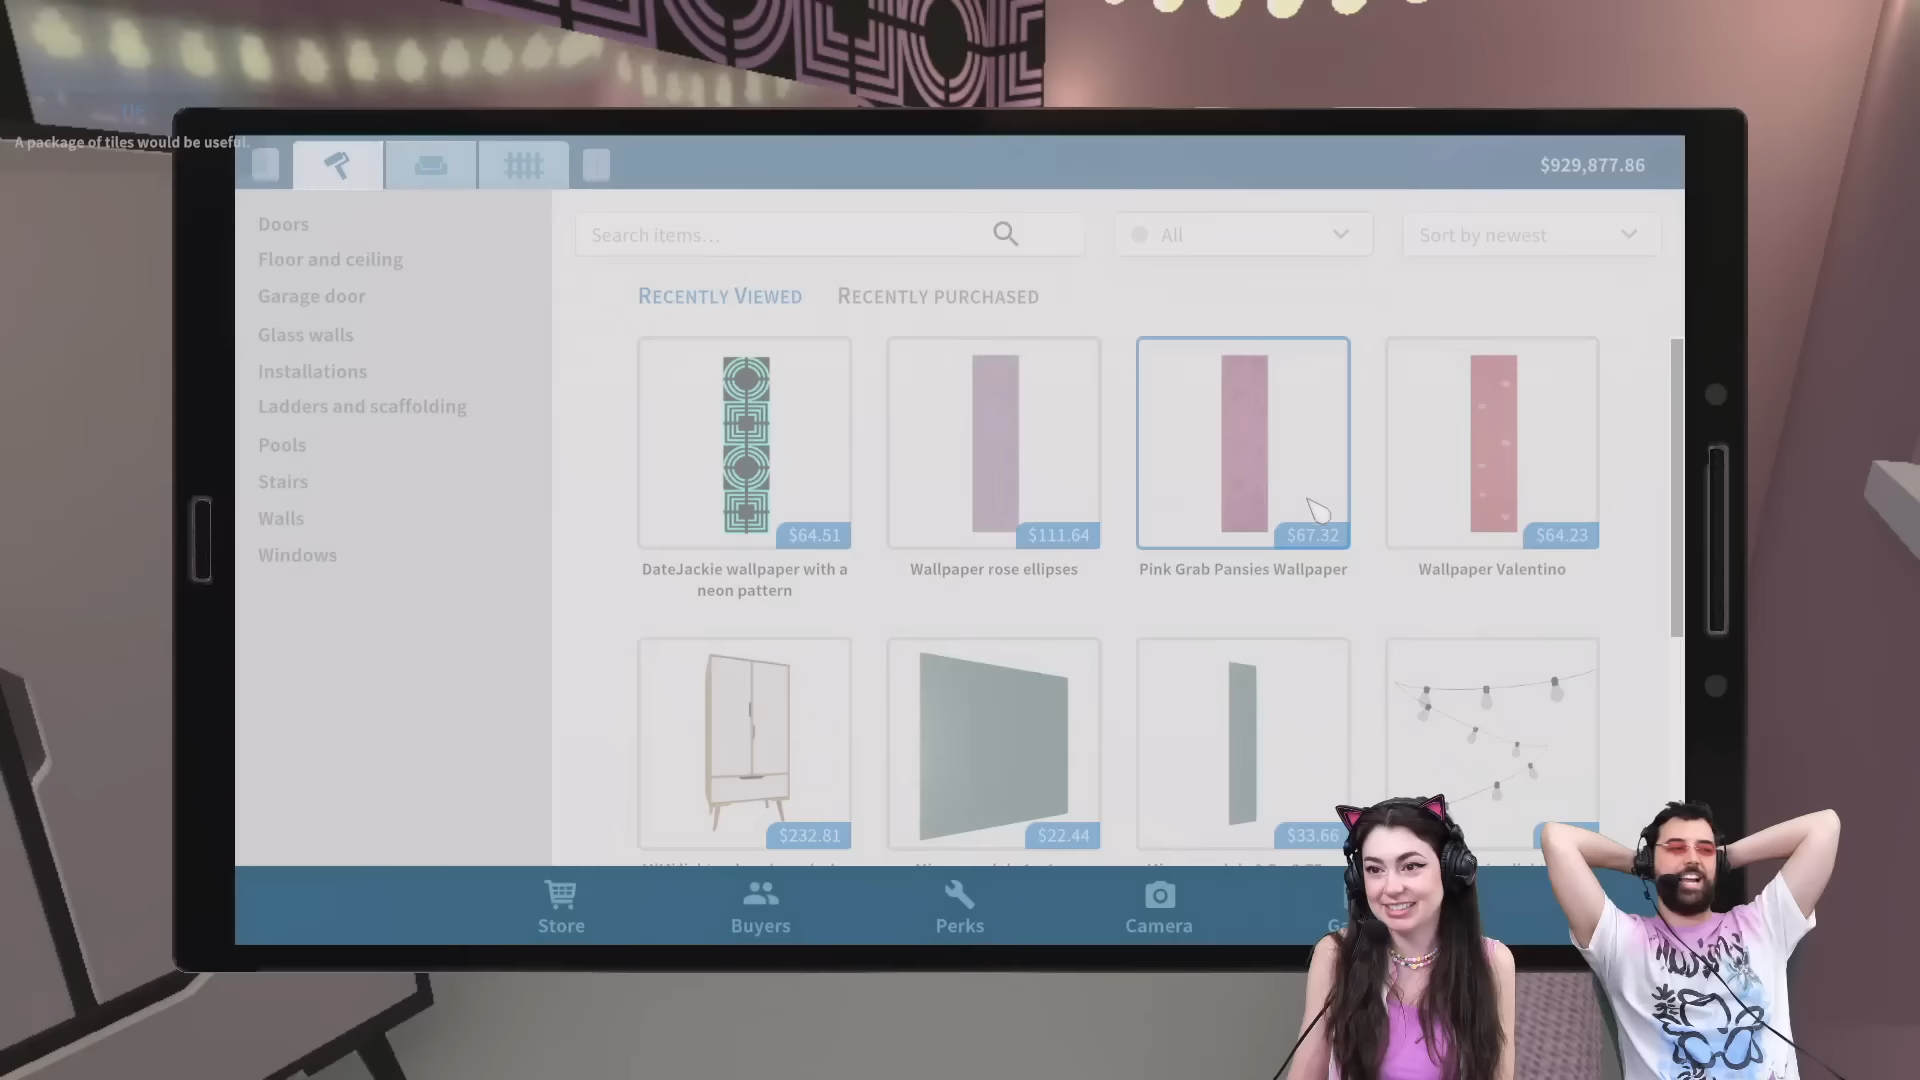 A package of tiles would be useful.
$929,877.86
Doors
Floor and ceiling
Garage door
Glass walls
Installations
Ladders and scaffolding
Pools
Stairs
Walls
Windows
Search items...
All
Sort by newest
RECENTLY VIEWED
RECENTLY PURCHASED
$64.51
$111.64
$67.32
$64.23
DateJackie wallpaper with a
neon pattern
Wallpaper rose ellipses
Pink Grab Pansies Wallpaper
Wallpaper Valentino
$232.81
$22.44
$33.66
Store
Buyers
Perks
Camera